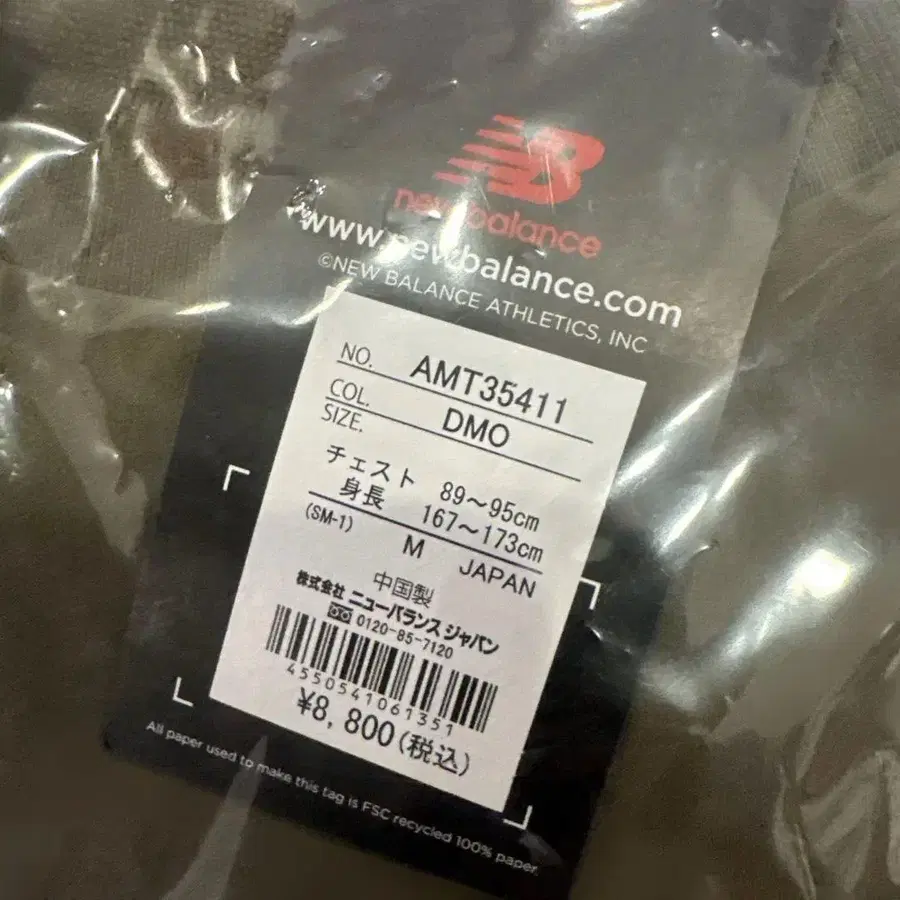 new balance
www.newbalance.com
©NEW BALANCE ATHLETICS, INC
NO. AMT35411
COL. DMO
SIZE.
チェスト 89～95cm
身長 167～173cm
(SM-1) M JAPAN
中国製
株式会社 ニューバランス ジャパン
0120-85-7120
4550541061351
¥8,800(税込)
All paper used to make this tag is FSC recycled 100% paper.